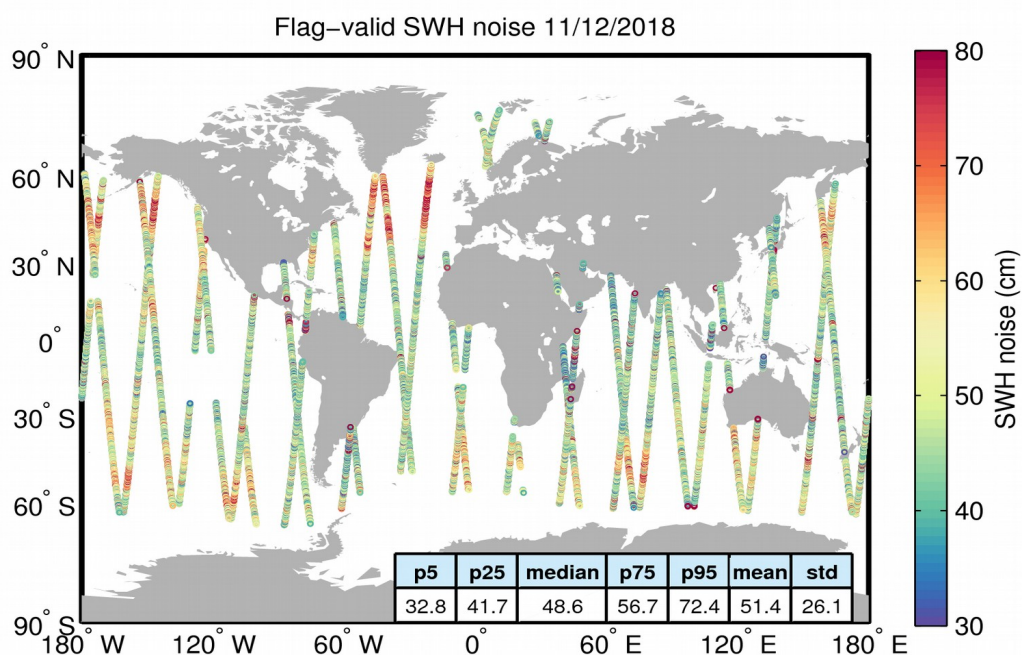 Flag−valid SWH noise 11/12/2018
90° N
60° N
30° N
0°
30° S
60° S
90° S
180° W
120° W
60° W
0°
60° E
120° E
180° E
80
70
60
50
40
30
SWH noise (cm)
p5 p25 median p75 p95 mean std
32.8 41.7 48.6 56.7 72.4 51.4 26.1